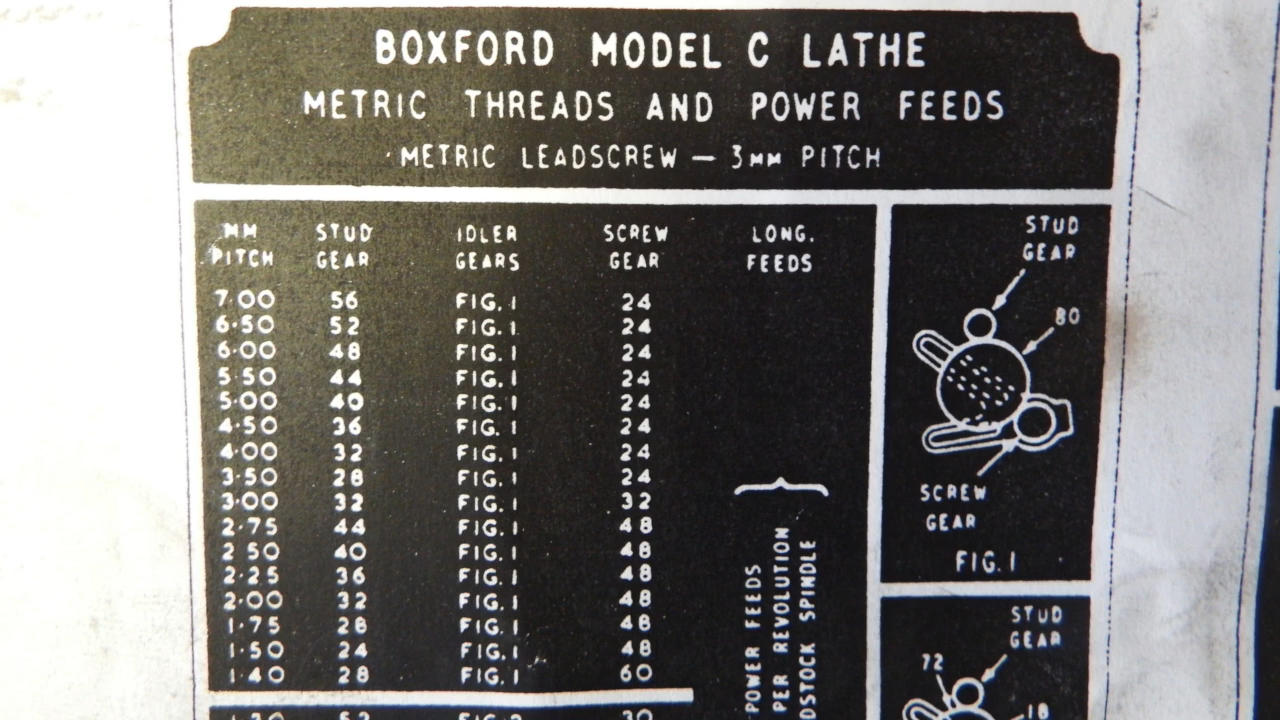 BOXFORD MODEL C LATHE
METRIC THREADS AND POWER FEEDS
METRIC LEADSCREW — 3MM PITCH
MM PITCH STUD GEAR IDLER GEARS SCREW GEAR LONG. FEEDS
7·00 56 FIG. 1 24
6·50 52 FIG. 1 24
6·00 48 FIG. 1 24
5·50 44 FIG. 1 24
5·00 40 FIG. 1 24
4·50 36 FIG. 1 24
4·00 32 FIG. 1 24
3·50 28 FIG. 1 24
3·00 32 FIG. 1 32
2·75 44 FIG. 1 48
2 50 40 FIG. 1 48
2·25 36 FIG. 1 48
2·00 32 FIG. 1 48
1·75 28 FIG. 1 48
1·50 24 FIG. 1 48
1·40 28 FIG. 1 60
POWER FEEDS
PER REVOLUTION
SPINDLE
STUD
GEAR
80
SCREW
GEAR
FIG. 1
STUD
GEAR
72
18